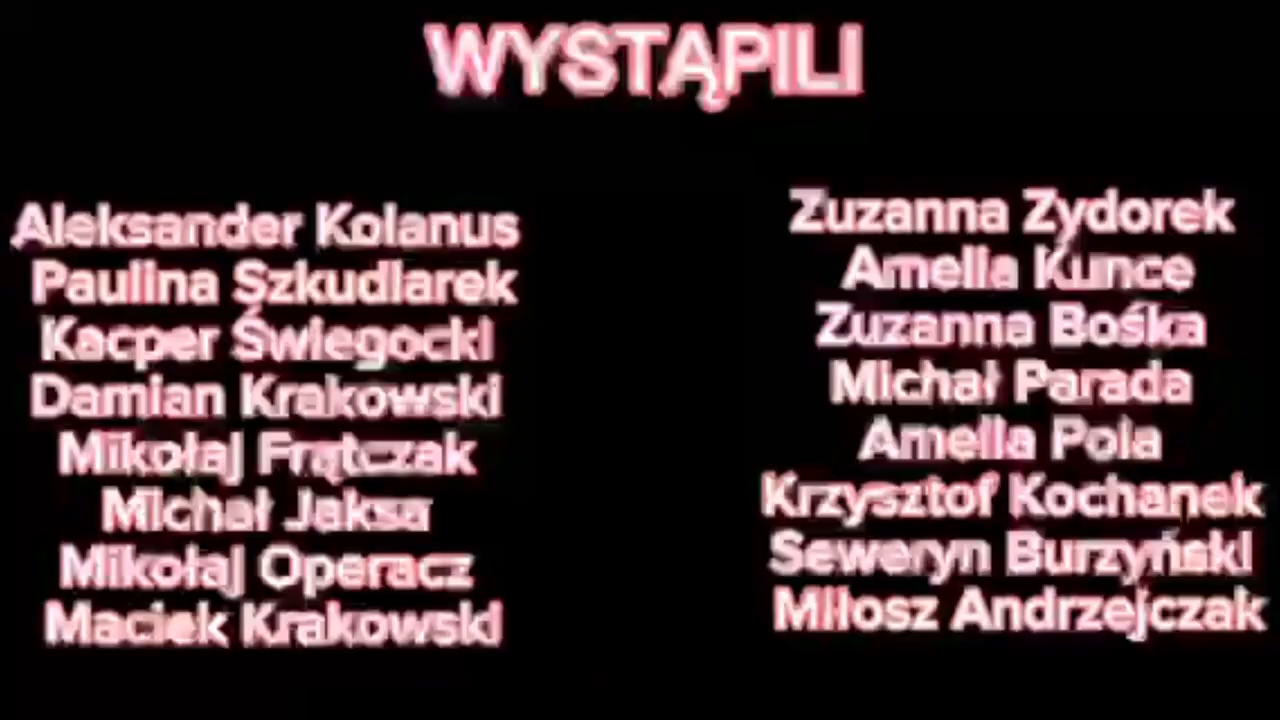 WYSTĄPILI
Aleksander Kolanus
Paulina Szkudlarek
Kacper Świegocki
Damian Krakowski
Mikołaj Frątczak
Michał Jaksa
Mikołaj Operacz
Maciek Krakowski
Zuzanna Zydorek
Amelia Kunce
Zuzanna Bośka
Michał Parada
Amelia Pola
Krzysztof Kochanek
Seweryn Burzyński
Miłosz Andrzejczak